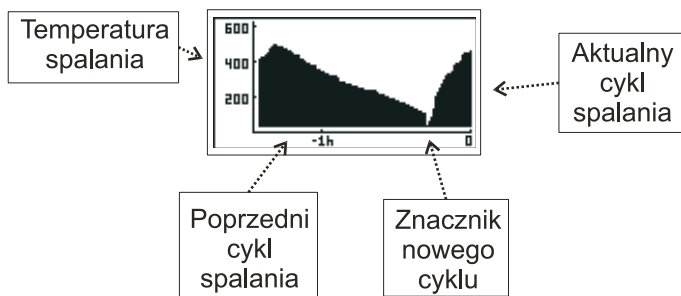 Temperatura
spalania
600
400
200
-1h
0
Aktualny
cykl
spalania
Poprzedni
cykl
spalania
Znacznik
nowego
cyklu